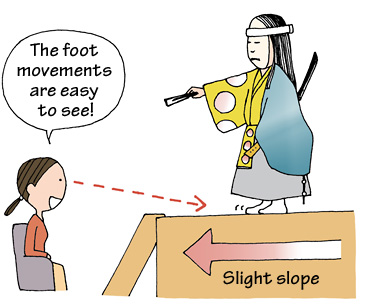 The foot
movements
are easy
to see!
Slight slope